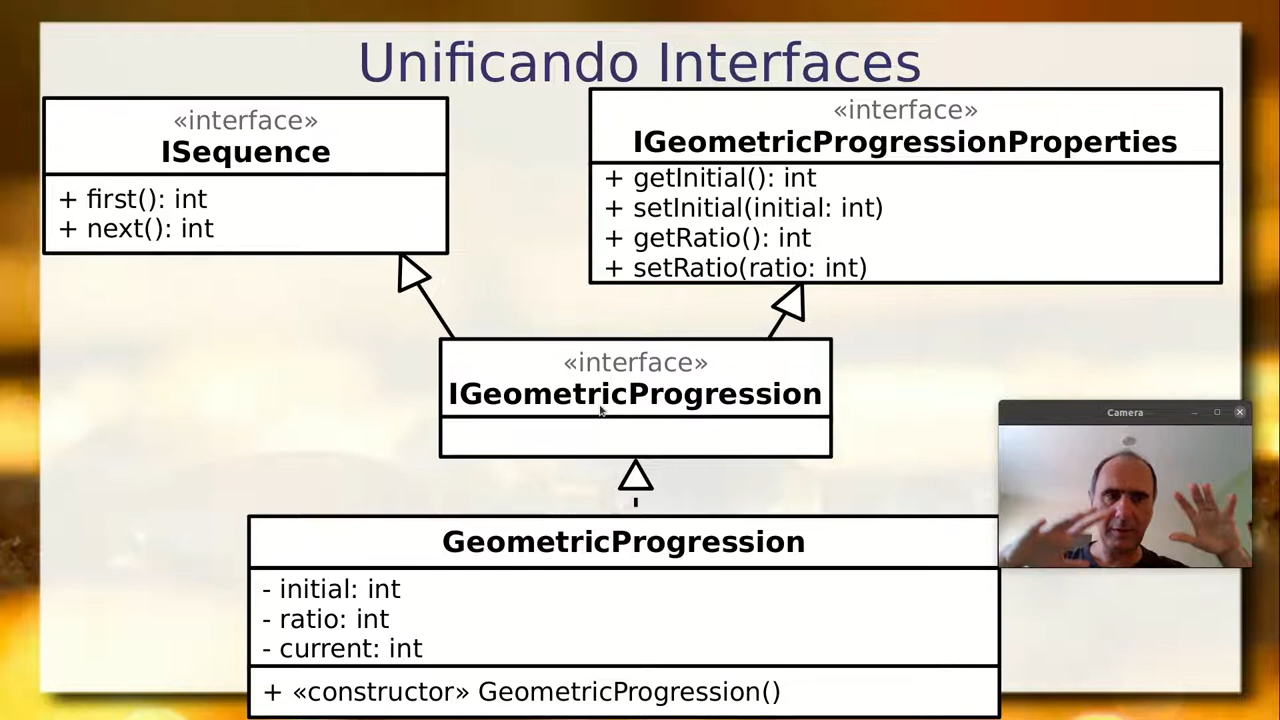 Unificando Interfaces
«interface»
ISequence
+ first(): int
+ next(): int
«interface»
IGeometricProgressionProperties
+ getInitial(): int
+ setInitial(initial: int)
+ getRatio(): int
+ setRatio(ratio: int)
«interface»
IGeometricProgression
Camera
GeometricProgression
- initial: int
- ratio: int
- current: int
+ «constructor» GeometricProgression()